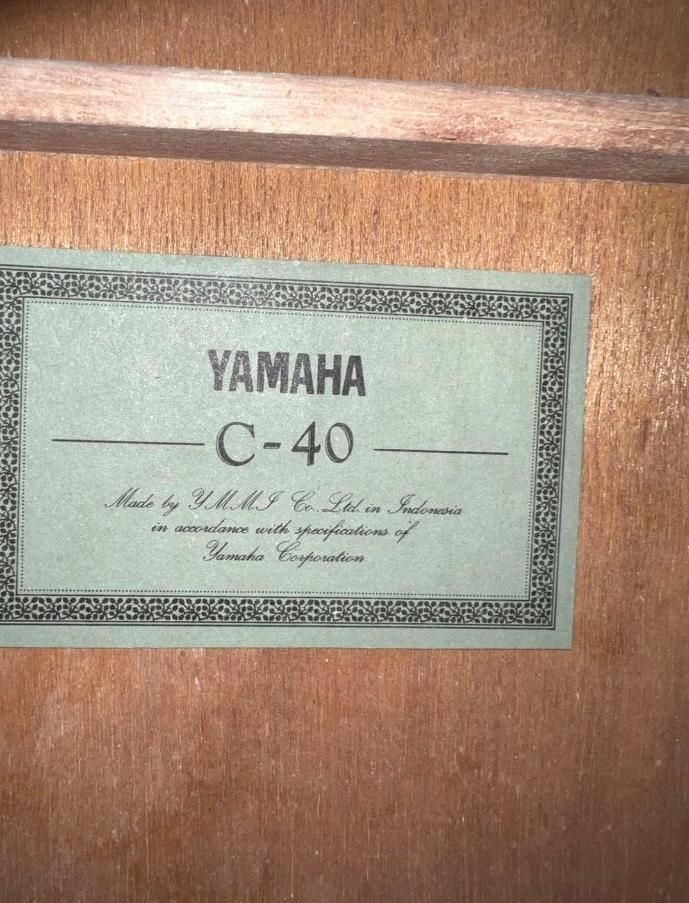 YAMAHA
C-40
Made by YMMI Co. Ltd. in Indonesia
in accordance with specifications of
Yamaha Corporation